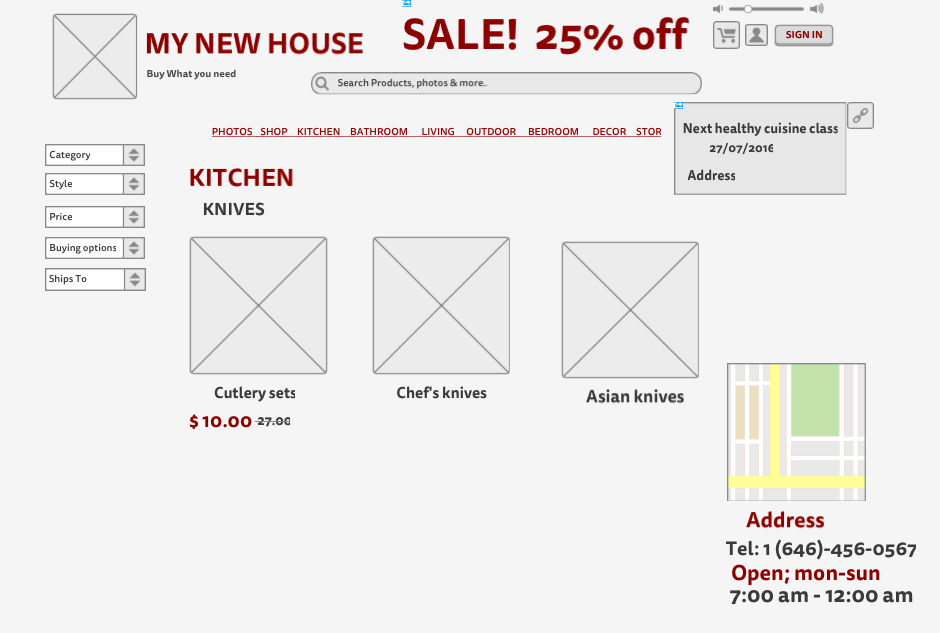 MY NEW HOUSE
Buy What you need
SALE! 25% off
SIGN IN
Search Products, photos & more..
PHOTOS SHOP KITCHEN BATHROOM LIVING OUTDOOR BEDROOM DECOR STOR
Next healthy cuisine class
27/07/2016
Address
Category
Style
Price
Buying options
Ships To
KITCHEN
KNIVES
Cutlery sets
Chef's knives
Asian knives
$ 10.00 27.00
Address
Tel: 1 (646)-456-0567
Open; mon-sun
7:00 am - 12:00 am